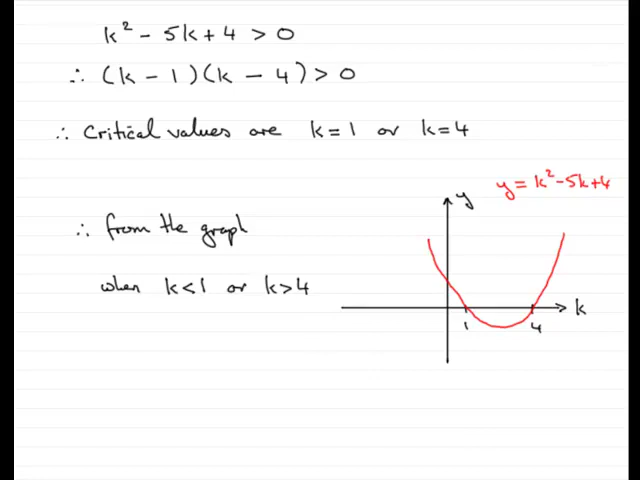 k² - 5k + 4 > 0
∴ (k - 1)(k - 4) > 0
∴ Critical values are k = 1 or k = 4
y = k² - 5k + 4
y
∴ from the graph
when k < 1 or k > 4
k
1
4